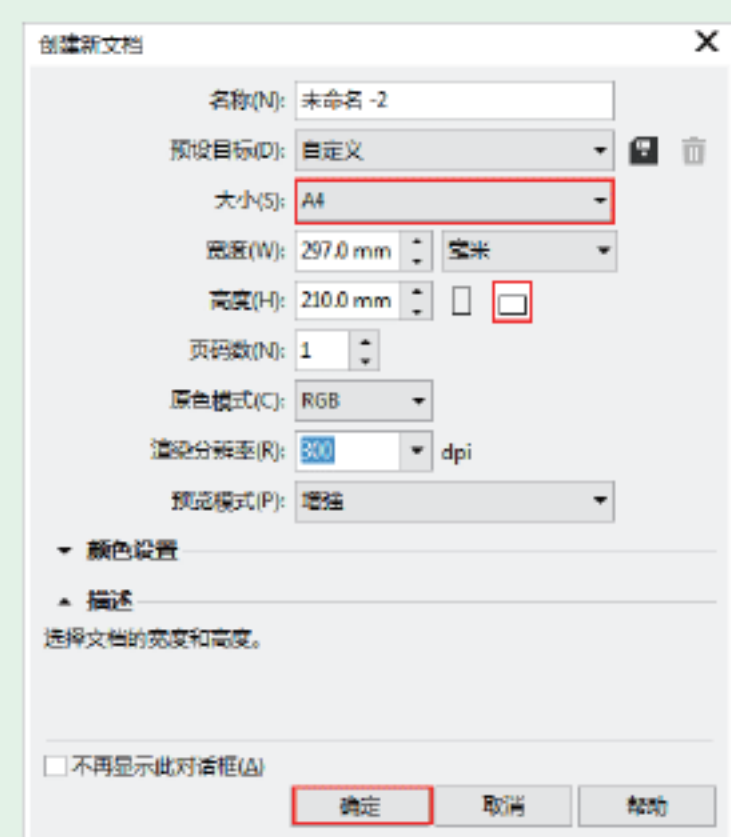 创建新文档
名称(N): 未命名 -2
预设目标(D): 自定义
大小(S): A4
宽度(W): 297.0 mm 毫米
高度(H): 210.0 mm
页码数(N): 1
原色模式(C): RGB
渲染分辨率(R): 300 dpi
预览模式(P): 增强
颜色设置
描述
选择文档的宽度和高度。
不再显示此对话框(A)
确定 取消 帮助